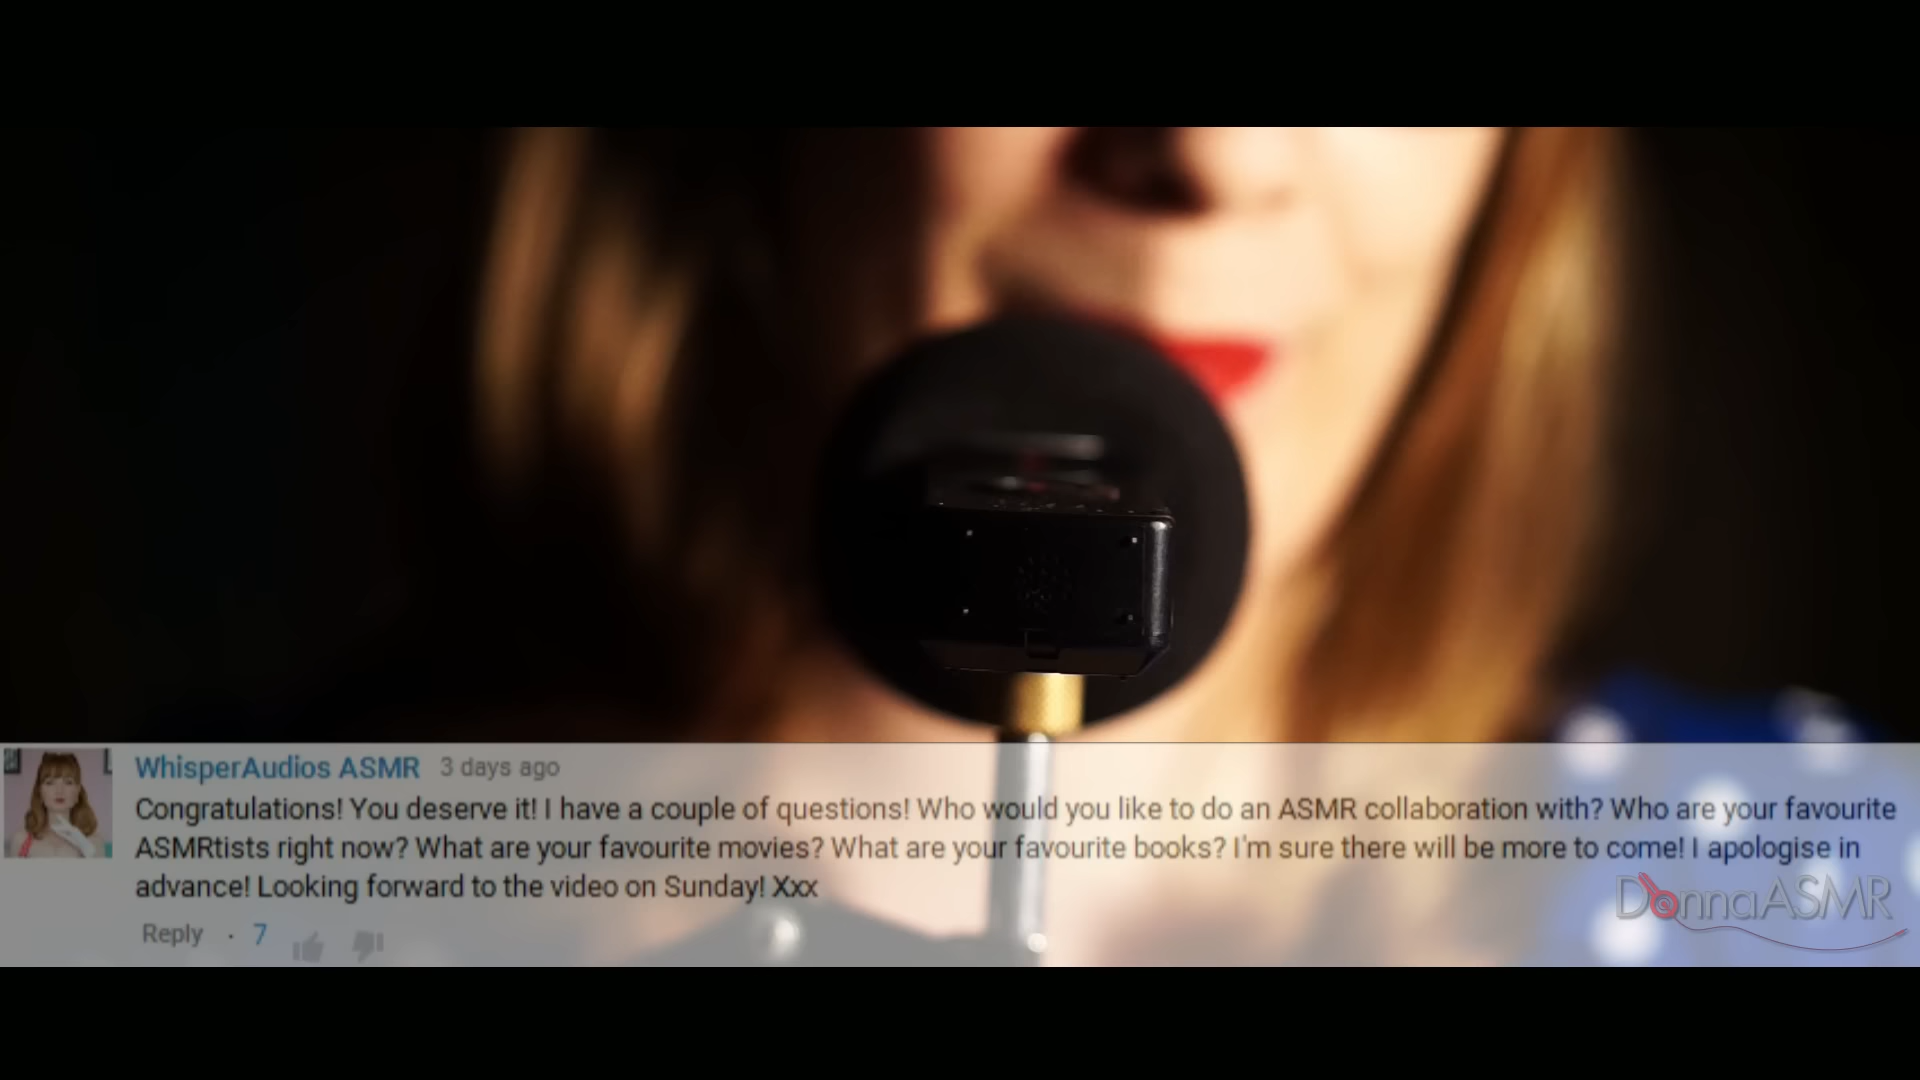 WhisperAudios ASMR 3 days ago
Congratulations! You deserve it! I have a couple of questions! Who would you like to do an ASMR collaboration with? Who are your favourite
ASMRtists right now? What are your favourite movies? What are your favourite books? I'm sure there will be more to come! I apologise in
advance! Looking forward to the video on Sunday! Xxx
Reply · 7
DonnaASMR